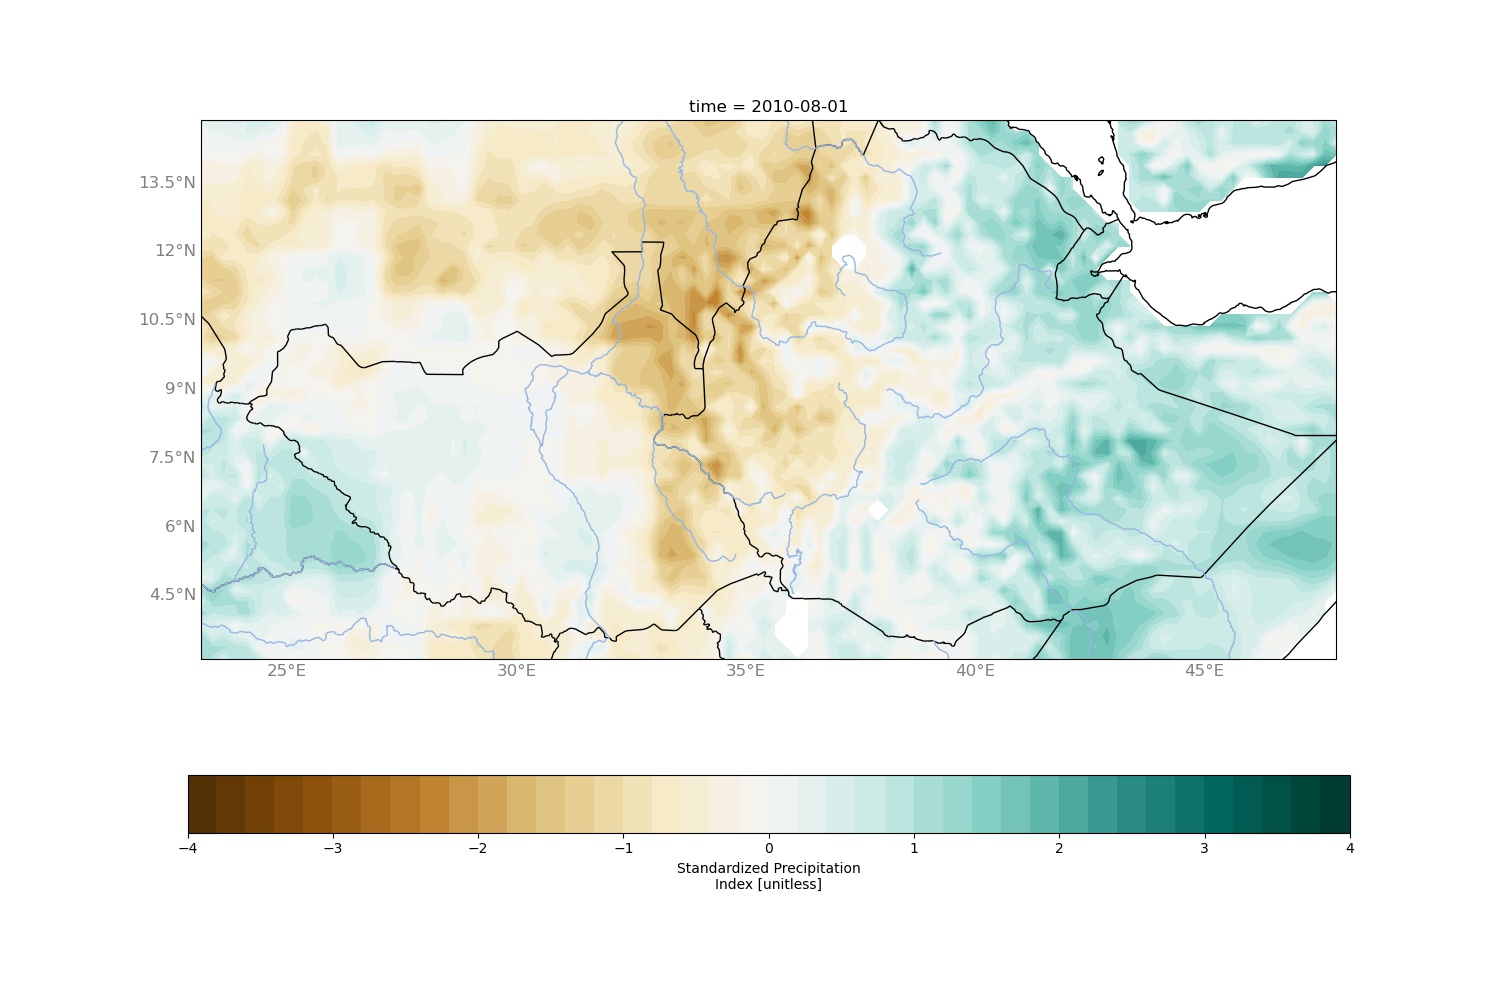 time = 2010-08-01
13.5°N
12°N
10.5°N
9°N
7.5°N
6°N
4.5°N
25°E 30°E 35°E 40°E 45°E
−4 −3 −2 −1 0 1 2 3 4
Standardized Precipitation
Index [unitless]